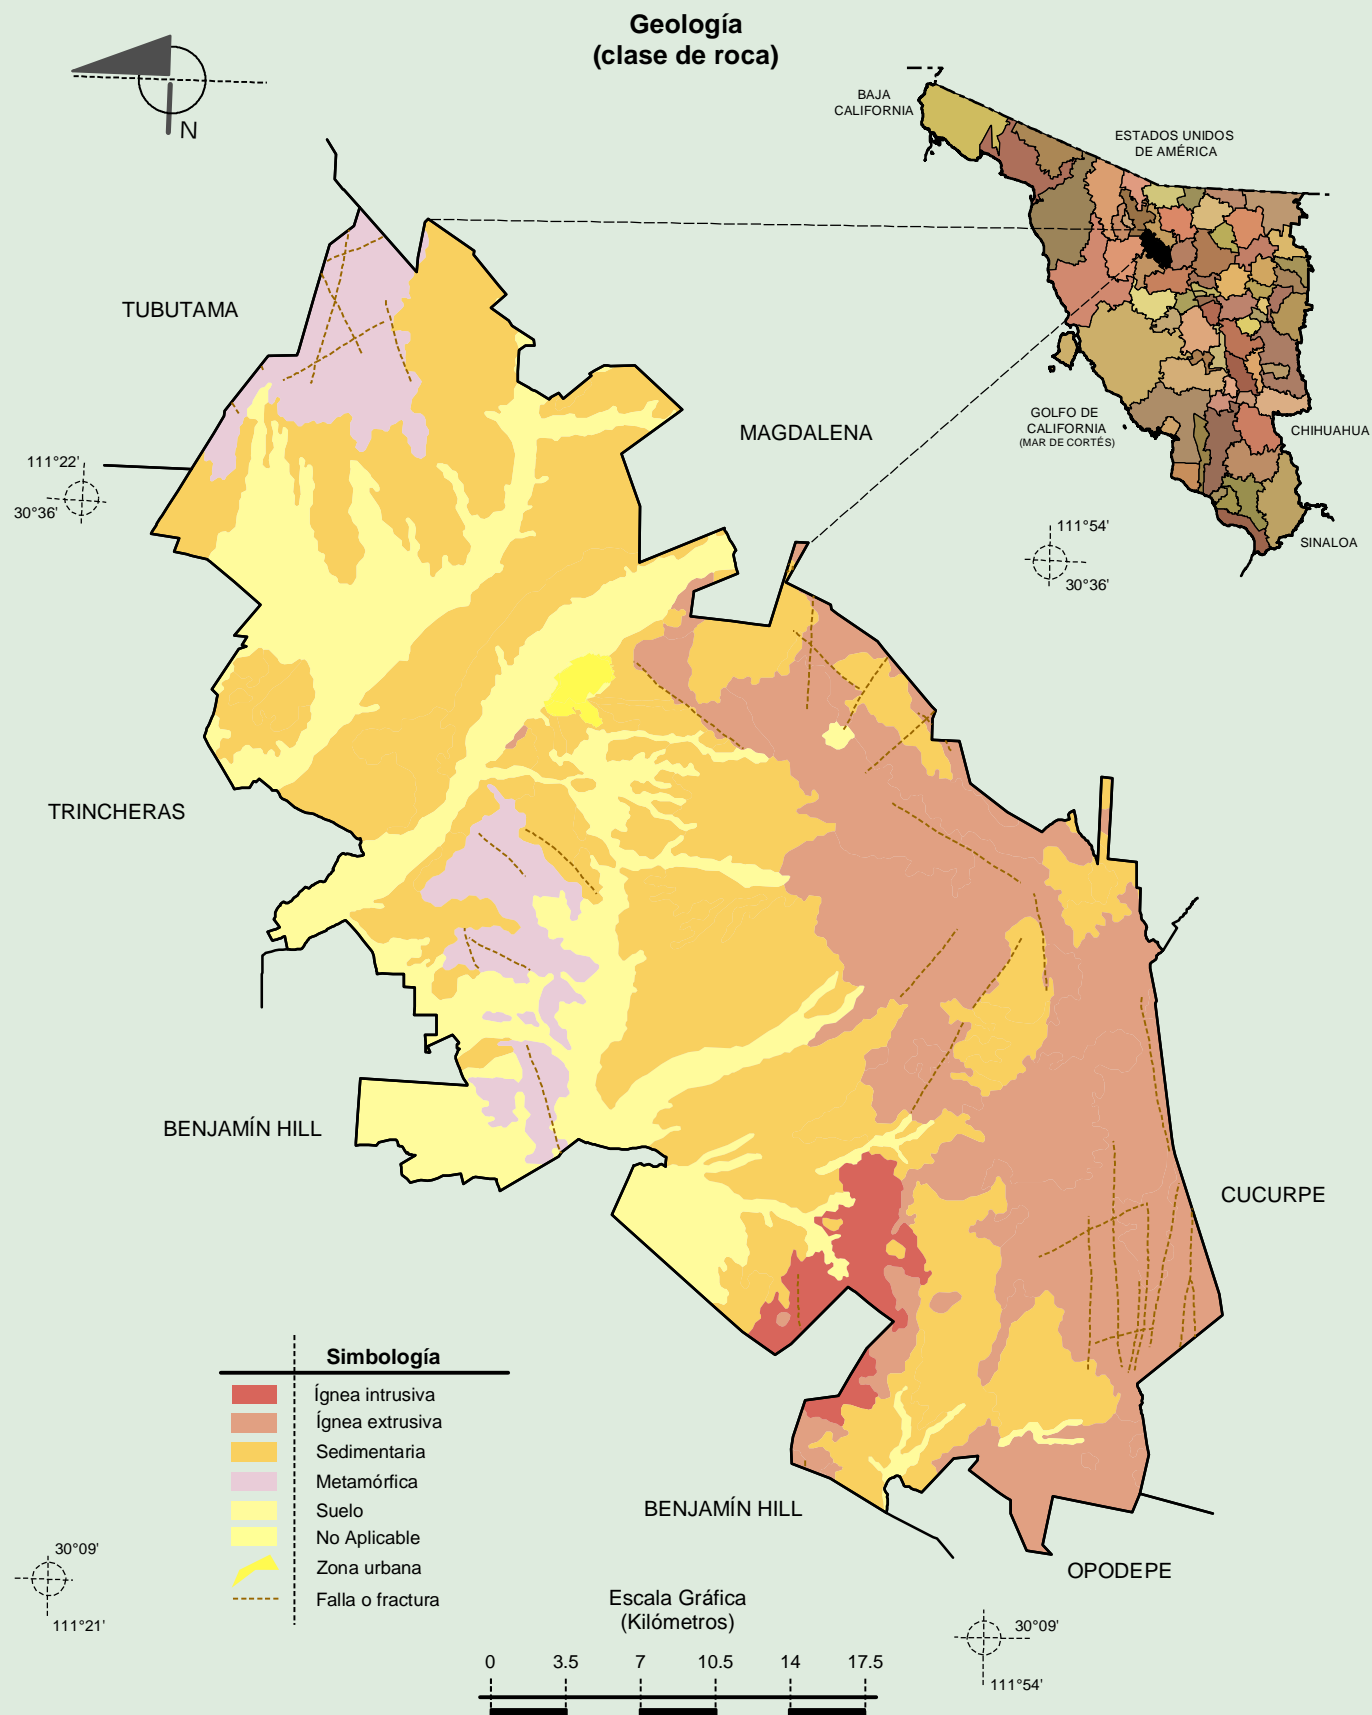 Geología
(clase de roca)
N
BAJA
CALIFORNIA
ESTADOS UNIDOS
DE AMÉRICA
TUBUTAMA
MAGDALENA
GOLFO DE
CALIFORNIA
(MAR DE CORTÉS)
CHIHUAHUA
SINALOA
111°22'
30°36'
111°54'
30°36'
TRINCHERAS
BENJAMÍN HILL
CUCURPE
Simbología
Ígnea intrusiva
Ígnea extrusiva
Sedimentaria
Metamórfica
Suelo
No Aplicable
Zona urbana
Falla o fractura
BENJAMÍN HILL
OPODEPE
30°09'
111°21'
30°09'
111°54'
Escala Gráfica
(Kilómetros)
0 3.5 7 10.5 14 17.5